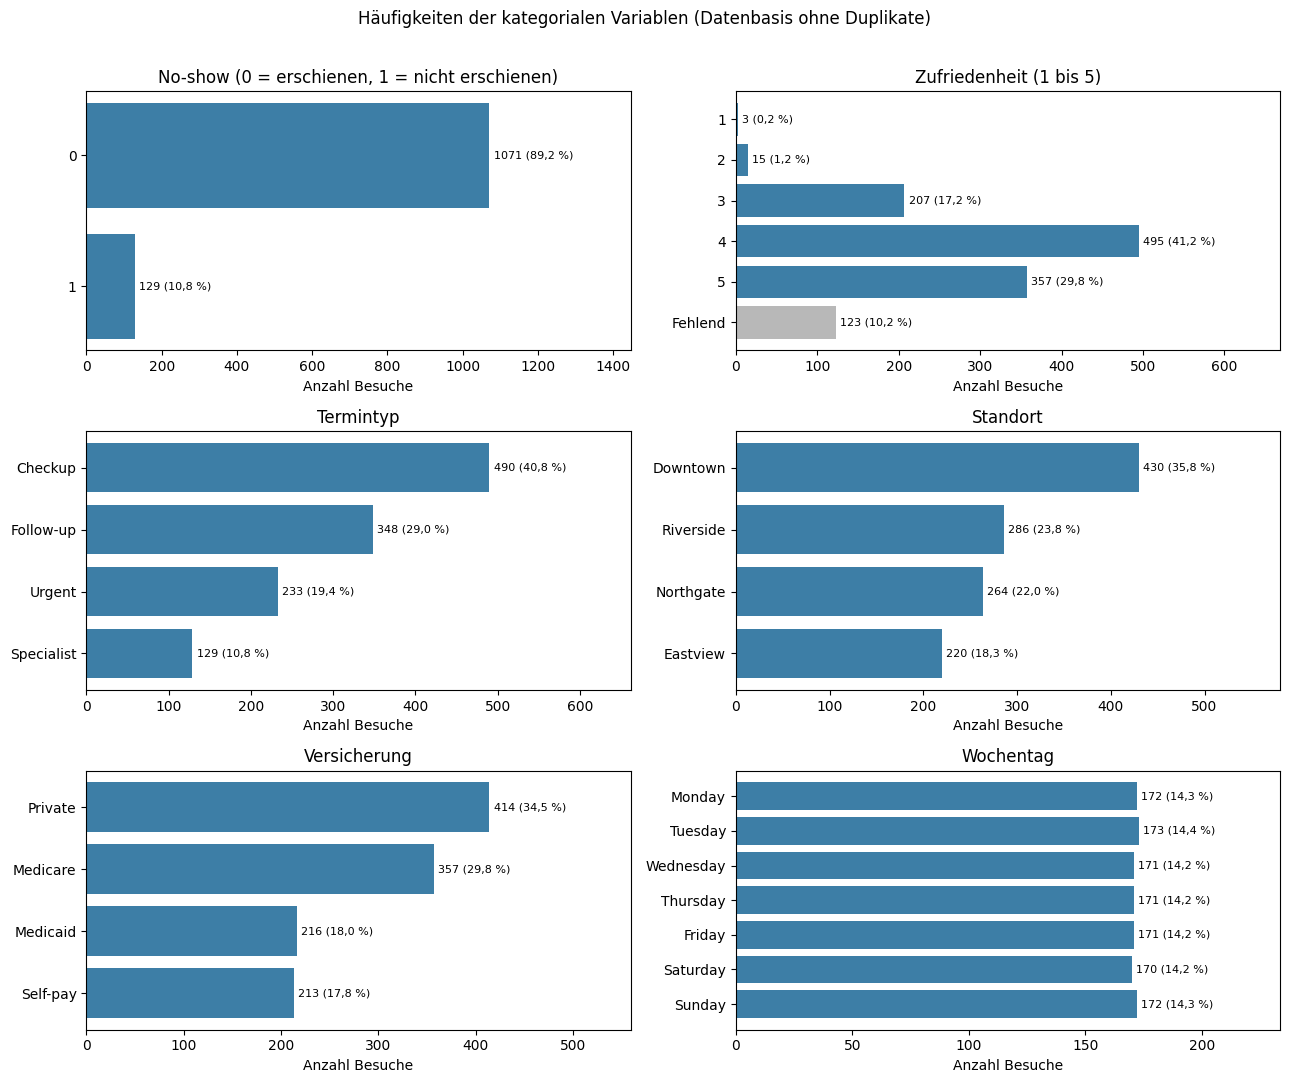 Häufigkeiten der kategorialen Variablen (Datenbasis ohne Duplikate)
No-show (0 = erschienen, 1 = nicht erschienen)
0
1071 (89,2 %)
1
129 (10,8 %)
0 200 400 600 800 1000 1200 1400
Anzahl Besuche
Zufriedenheit (1 bis 5)
1
3 (0,2 %)
2
15 (1,2 %)
3
207 (17,2 %)
4
495 (41,2 %)
5
357 (29,8 %)
Fehlend
123 (10,2 %)
0 100 200 300 400 500 600
Anzahl Besuche
Termintyp
Checkup
490 (40,8 %)
Follow-up
348 (29,0 %)
Urgent
233 (19,4 %)
Specialist
129 (10,8 %)
0 100 200 300 400 500 600
Anzahl Besuche
Standort
Downtown
430 (35,8 %)
Riverside
286 (23,8 %)
Northgate
264 (22,0 %)
Eastview
220 (18,3 %)
0 100 200 300 400 500
Anzahl Besuche
Versicherung
Private
414 (34,5 %)
Medicare
357 (29,8 %)
Medicaid
216 (18,0 %)
Self-pay
213 (17,8 %)
0 100 200 300 400 500
Anzahl Besuche
Wochentag
Monday
172 (14,3 %)
Tuesday
173 (14,4 %)
Wednesday
171 (14,2 %)
Thursday
171 (14,2 %)
Friday
171 (14,2 %)
Saturday
170 (14,2 %)
Sunday
172 (14,3 %)
0 50 100 150 200
Anzahl Besuche